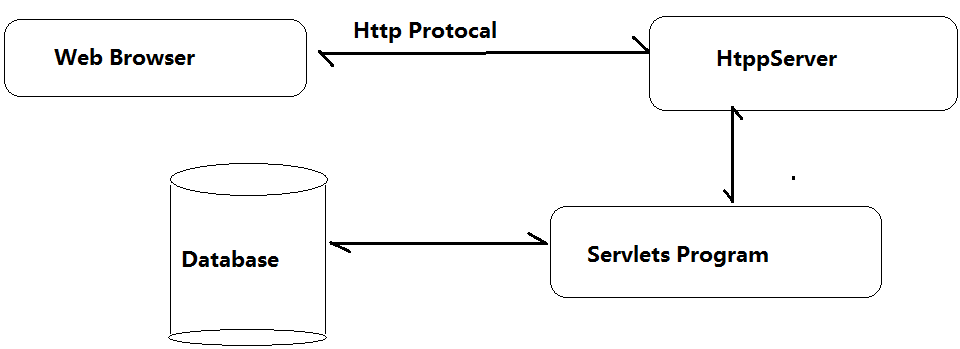 Http Protocal
Web Browser
HtppServer
Servlets Program
Database